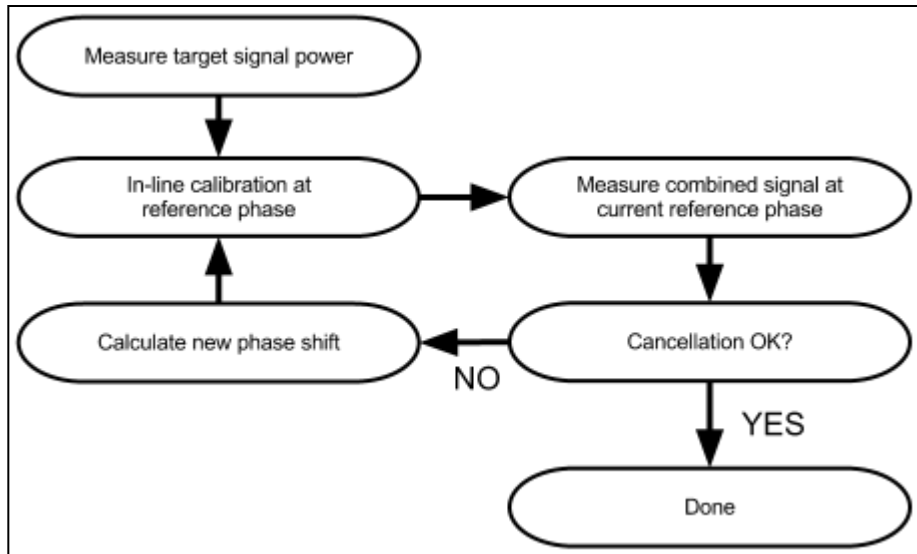 Measure target signal power
In-line calibration at
reference phase
Measure combined signal at
current reference phase
Calculate new phase shift
NO
Cancellation OK?
YES
Done